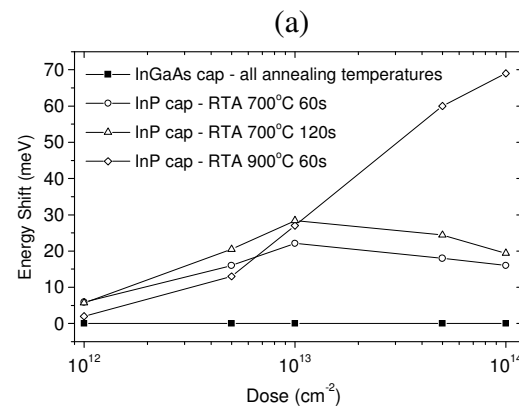 (a)
InGaAs cap - all annealing temperatures
InP cap - RTA 700°C 60s
InP cap - RTA 700°C 120s
InP cap - RTA 900°C 60s
Energy Shift (meV)
70
60
50
40
30
20
10
0
10¹² 10¹³ 10¹⁴
Dose (cm⁻²)